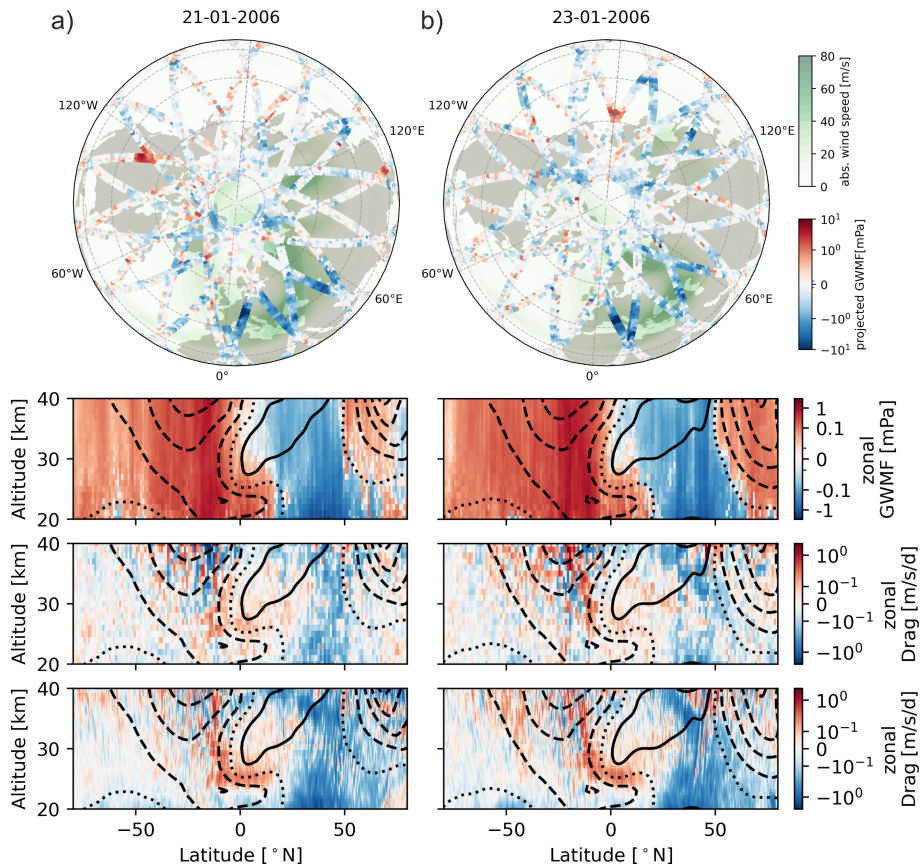 a) 21-01-2006 b) 23-01-2006
120°W 120°E 60°W 60°E 0°
120°W 120°E 60°W 60°E 0°
80
60
40
20
0
abs. wind speed [m/s]
10¹
10⁰
0
−10⁰
−10¹
projected GWMF[mPa]
40
30
20
Altitude [km]
1
0.1
0
-0.1
-1
zonal
GWMF [mPa]
40
30
20
Altitude [km]
10⁰
10⁻¹
0
−10⁻¹
−10⁰
zonal
Drag [m/s/d]
40
30
20
Altitude [km]
10⁰
10⁻¹
0
−10⁻¹
−10⁰
zonal
Drag [m/s/d]
−50 0 50 −50 0 50
Latitude [°N] Latitude [°N]